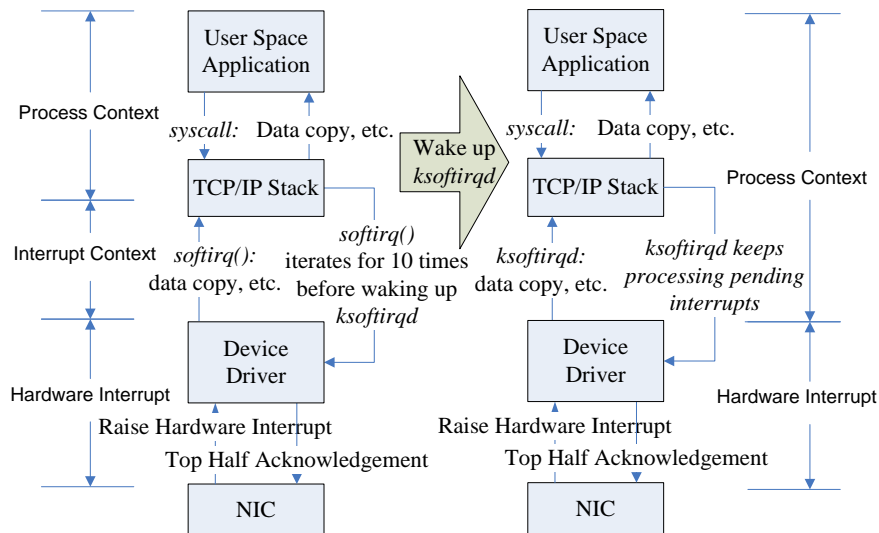 User Space
Application
Process Context
syscall:
Data copy, etc.
TCP/IP Stack
Interrupt Context
softirq():
data copy, etc.
softirq()
iterates for 10 times
before waking up
ksoftirqd
Device
Driver
Hardware Interrupt
Raise Hardware Interrupt
Top Half Acknowledgement
NIC
Wake up
ksoftirqd
User Space
Application
syscall:
Data copy, etc.
TCP/IP Stack
Process Context
ksoftirqd:
data copy, etc.
ksoftirqd keeps
processing pending
interrupts
Device
Driver
Hardware Interrupt
Raise Hardware Interrupt
Top Half Acknowledgement
NIC